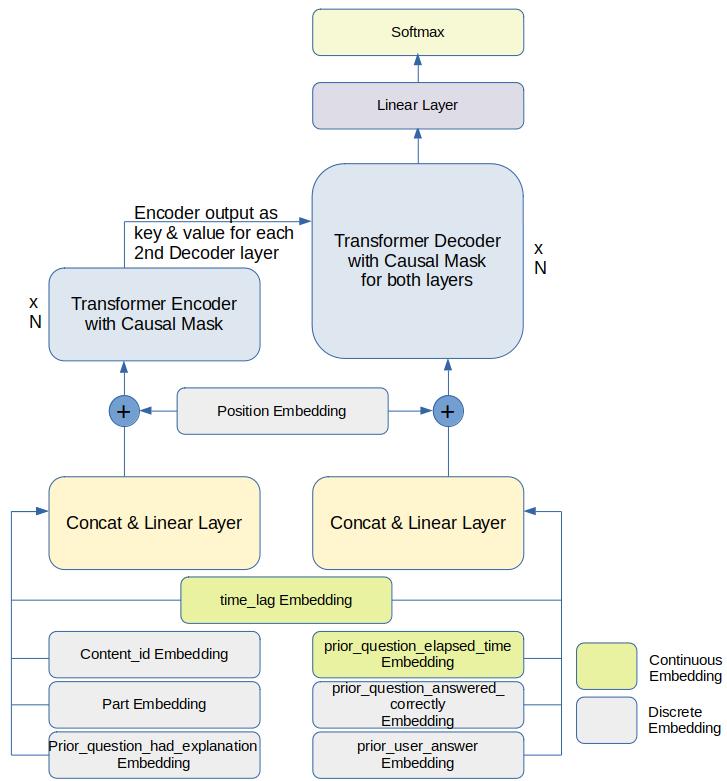 Softmax
Linear Layer
Encoder output as
key & value for each
2nd Decoder layer
Transformer Decoder
with Causal Mask
for both layers
x
N
x
N
Transformer Encoder
with Causal Mask
+
Position Embedding
+
Concat & Linear Layer
Concat & Linear Layer
time_lag Embedding
Content_id Embedding
prior_question_elapsed_time
Embedding
Part Embedding
prior_question_answered_
correctly
Embedding
Prior_question_had_explanation
Embedding
prior_user_answer
Embedding
Continuous
Embedding
Discrete
Embedding